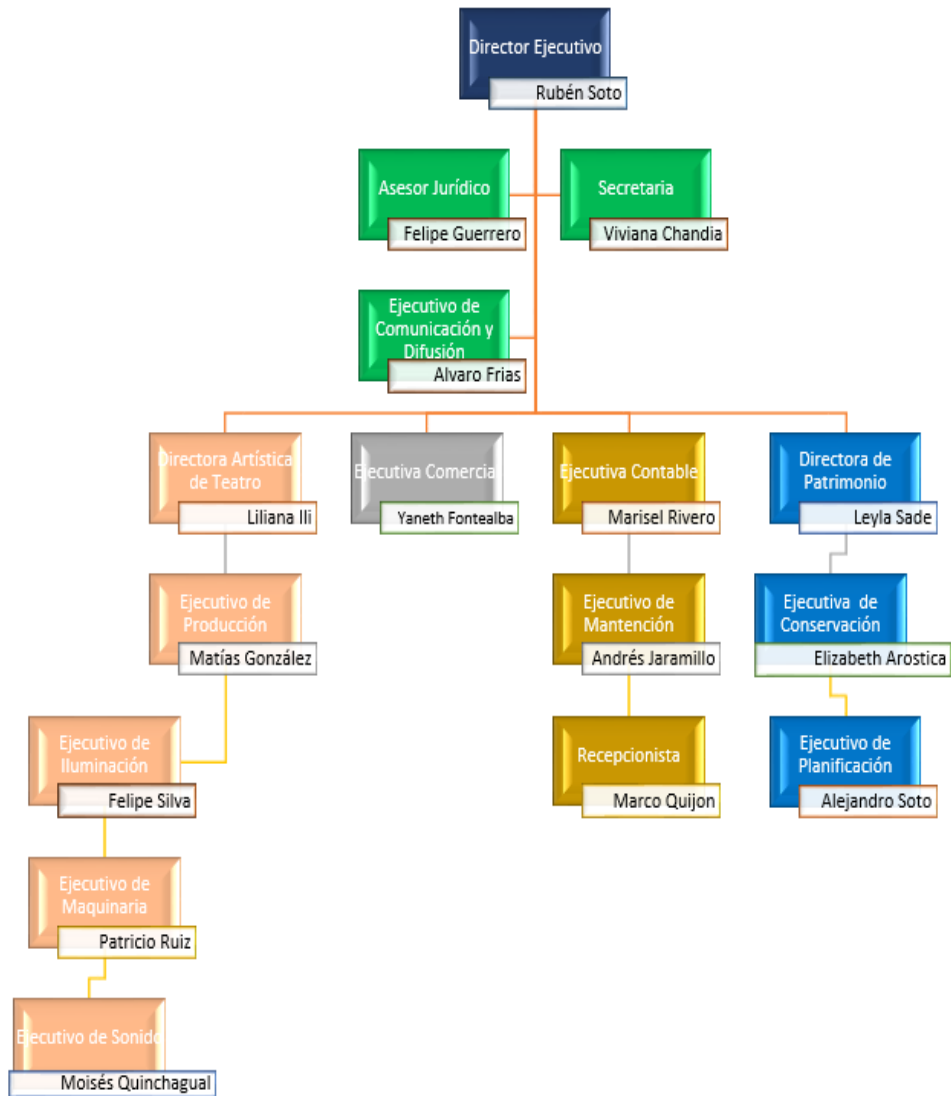 Director Ejecutivo
Rubén Soto
Asesor Jurídico
Felipe Guerrero
Secretaria
Viviana Chandia
Ejecutivo de
Comunicación y
Difusión
Alvaro Frias
Directora Artística
de Teatro
Liliana Ili
Ejecutiva Comercial
Yaneth Fontealba
Ejecutiva Contable
Marisel Rivero
Directora de
Patrimonio
Leyla Sade
Ejecutivo de
Producción
Matías González
Ejecutivo de
Mantención
Andrés Jaramillo
Ejecutiva de
Conservación
Elizabeth Arostica
Ejecutivo de
Iluminación
Felipe Silva
Recepcionista
Marco Quijon
Ejecutivo de
Planificación
Alejandro Soto
Ejecutivo de
Maquinaria
Patricio Ruiz
Ejecutivo de Sonido
Moisés Quinchagual